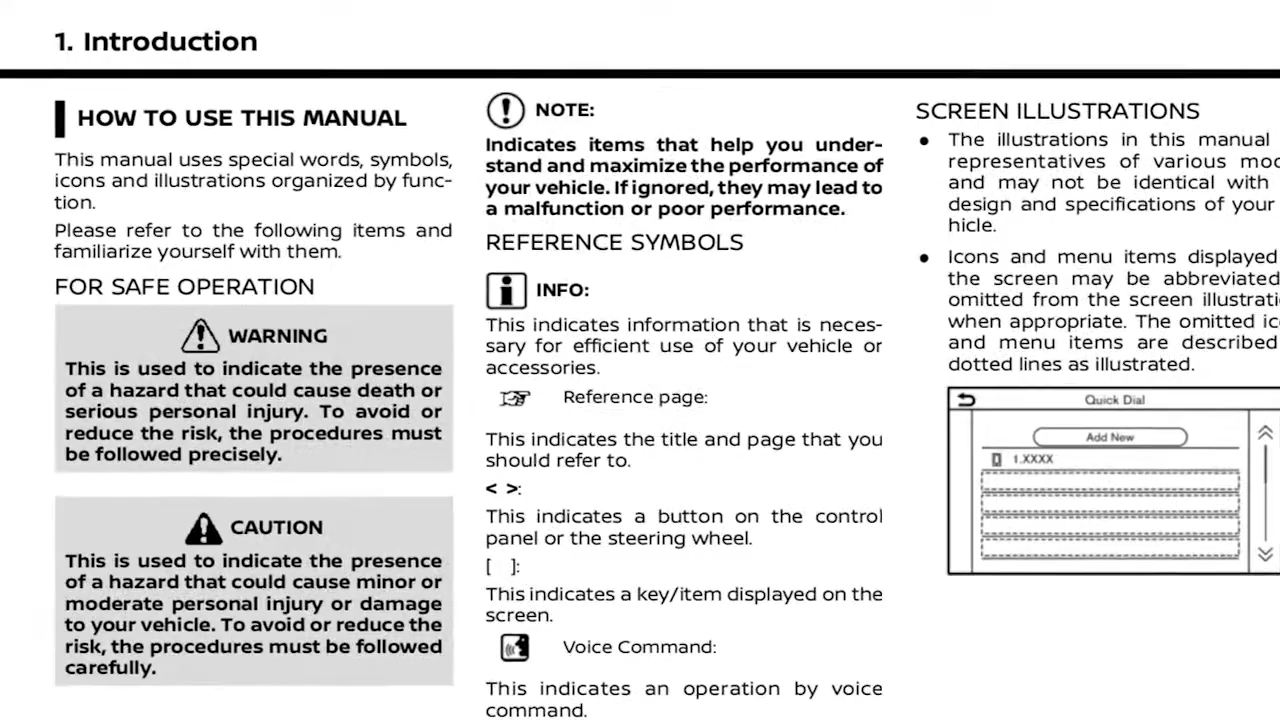 1. Introduction
HOW TO USE THIS MANUAL
This manual uses special words, symbols,
icons and illustrations organized by func-
tion.
Please refer to the following items and
familiarize yourself with them.
FOR SAFE OPERATION
WARNING
This is used to indicate the presence
of a hazard that could cause death or
serious personal injury. To avoid or
reduce the risk, the procedures must
be followed precisely.
CAUTION
This is used to indicate the presence
of a hazard that could cause minor or
moderate personal injury or damage
to your vehicle. To avoid or reduce the
risk, the procedures must be followed
carefully.
NOTE:
Indicates items that help you under-
stand and maximize the performance of
your vehicle. If ignored, they may lead to
a malfunction or poor performance.
REFERENCE SYMBOLS
INFO:
This indicates information that is neces-
sary for efficient use of your vehicle or
accessories.
Reference page:
This indicates the title and page that you
should refer to.
< >:
This indicates a button on the control
panel or the steering wheel.
[ ]:
This indicates a key/item displayed on the
screen.
Voice Command:
This indicates an operation by voice
command.
SCREEN ILLUSTRATIONS
● The illustrations in this manual
representatives of various
and may not be identical with
design and specifications of your
hicle.
● Icons and menu items displayed
the screen may be abbreviated
omitted from the screen
when appropriate. The omitted
and menu items are described
dotted lines as illustrated.
Quick Dial
Add New
1.XXXX